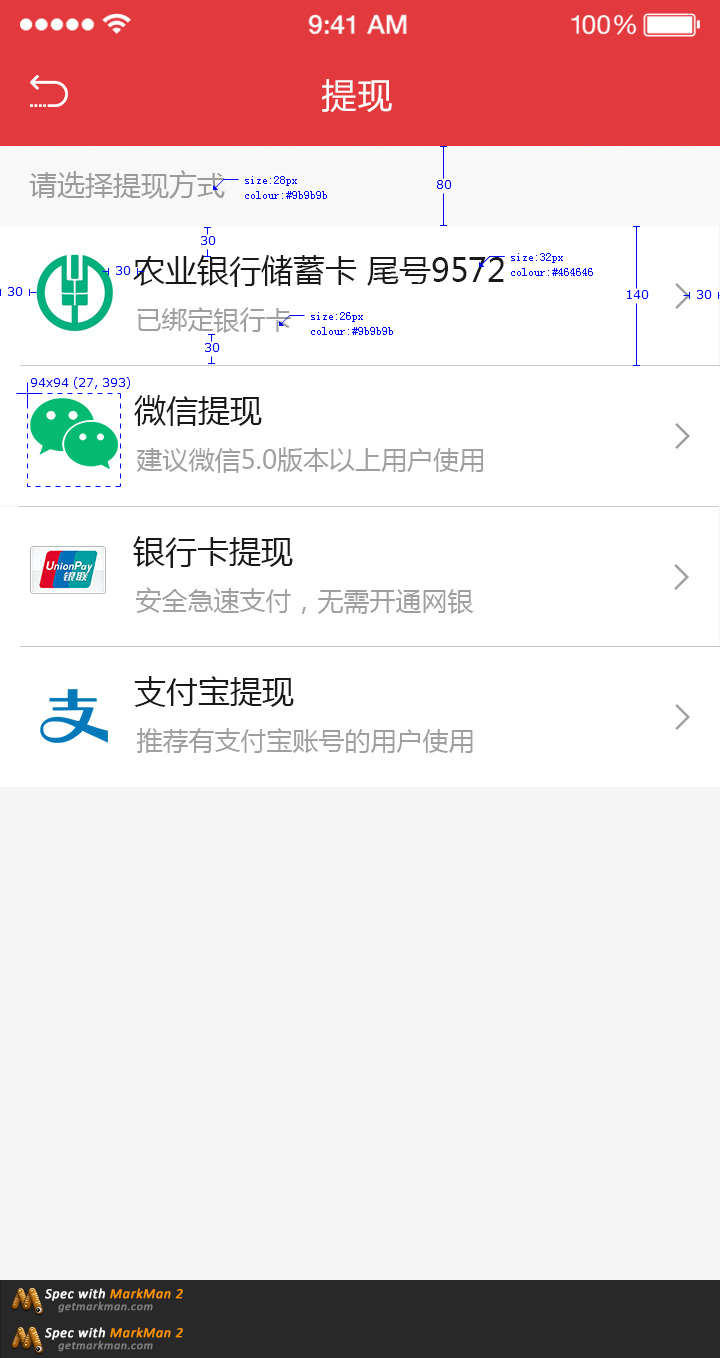 9:41 AM 100%
提现
请选择提现方式
size:28px
colour:#9b9b9b
80
30
农业银行储蓄卡 尾号9572
size:32px
colour:#464646
30
30
140
30
已绑定银行卡
size:26px
colour:#9b9b9b
30
94x94 (27, 393)
微信提现
建议微信5.0版本以上用户使用
UnionPay
银联
银行卡提现
安全急速支付，无需开通网银
支付宝提现
推荐有支付宝账号的用户使用
Spec with MarkMan 2
getmarkman.com
Spec with MarkMan 2
getmarkman.com